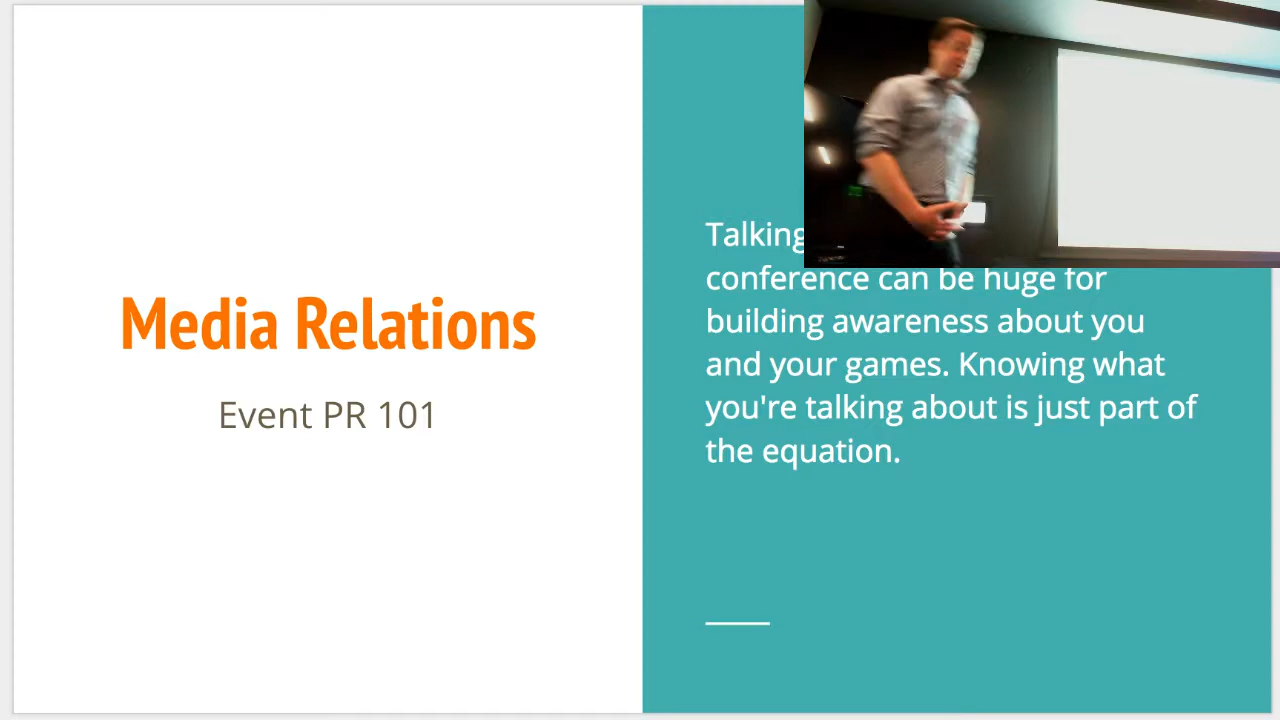 Media Relations
Event PR 101
Talking
conference can be huge for
building awareness about you
and your games. Knowing what
you're talking about is just part of
the equation.